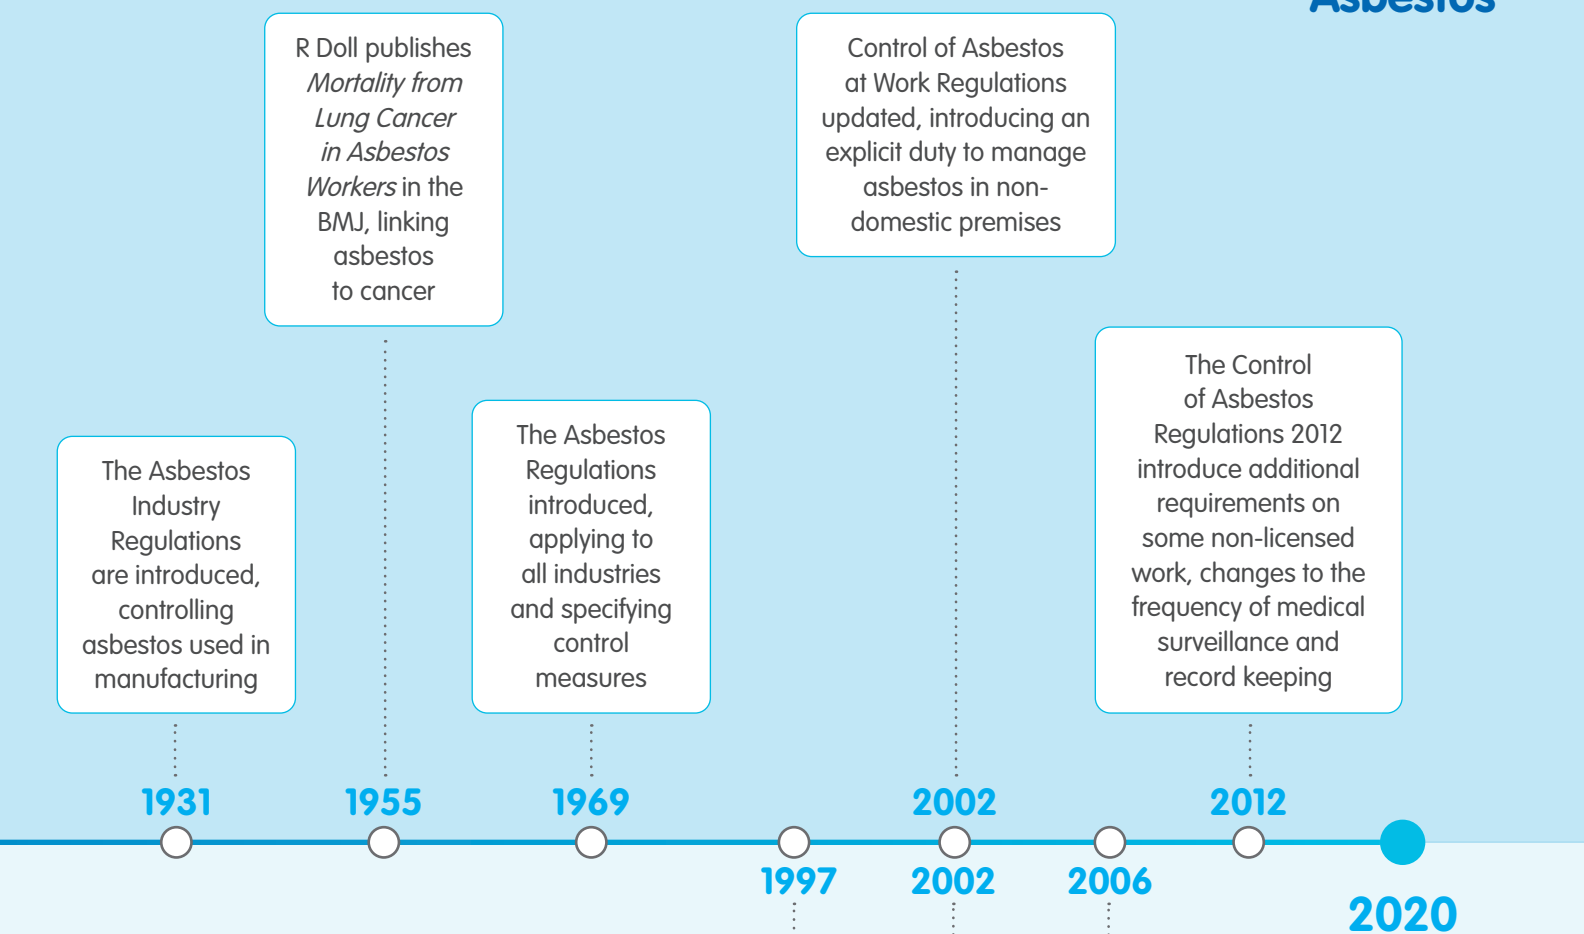 Asbestos
R Doll publishes
Mortality from
Lung Cancer
in Asbestos
Workers in the
BMJ, linking
asbestos
to cancer
Control of Asbestos
at Work Regulations
updated, introducing an
explicit duty to manage
asbestos in non-
domestic premises
The Asbestos
Industry
Regulations
are introduced,
controlling
asbestos used in
manufacturing
The Asbestos
Regulations
introduced,
applying to
all industries
and specifying
control
measures
The Control
of Asbestos
Regulations 2012
introduce additional
requirements on
some non-licensed
work, changes to the
frequency of medical
surveillance and
record keeping
1931
1955
1969
2002
2012
1997
2002
2006
2020